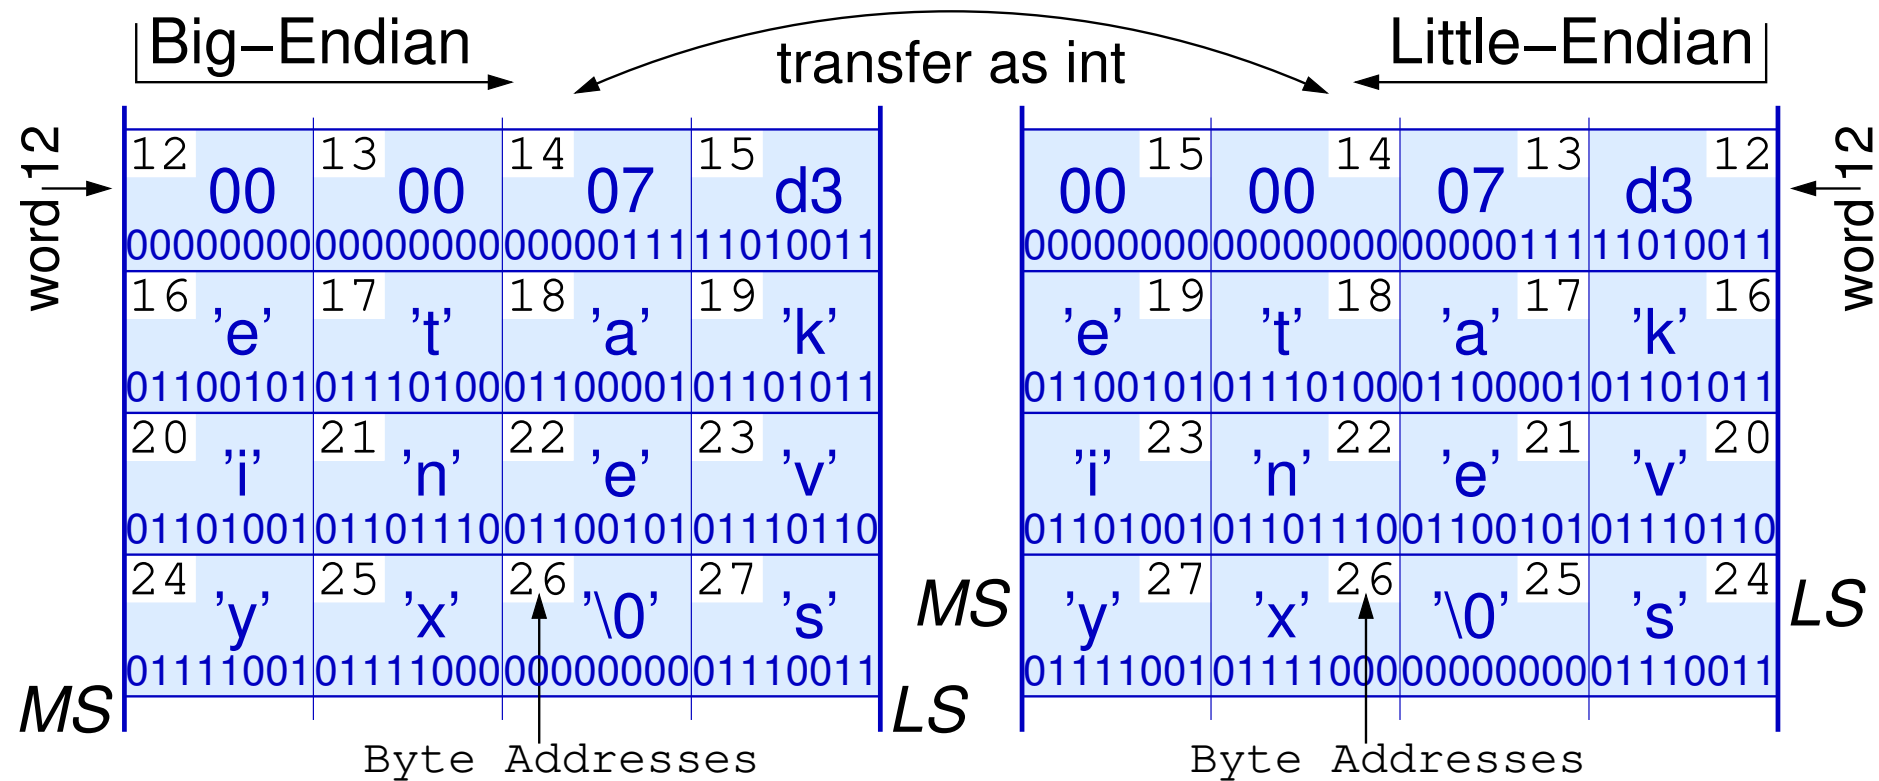 Big–Endian transfer as int Little–Endian
word 12
12 00 13 00 14 07 15 d3
00000000 00000000 00000111 11010011
16 'e' 17 't' 18 'a' 19 'k'
01100101 01110100 01100001 01101011
20 'i' 21 'n' 22 'e' 23 'v'
01101001 01101110 01100101 01110110
24 'y' 25 'x' 26 '\0' 27 's'
01111001 01111000 00000000 01110011
MS LS
Byte Addresses
word 12
00 15 00 14 07 13 d3 12
00000000 00000000 00000111 11010011
'e' 19 't' 18 'a' 17 'k' 16
01100101 01110100 01100001 01101011
'i' 23 'n' 22 'e' 21 'v' 20
01101001 01101110 01100101 01110110
MS 'y' 27 'x' 26 '\0' 25 's' 24 LS
01111001 01111000 00000000 01110011
Byte Addresses